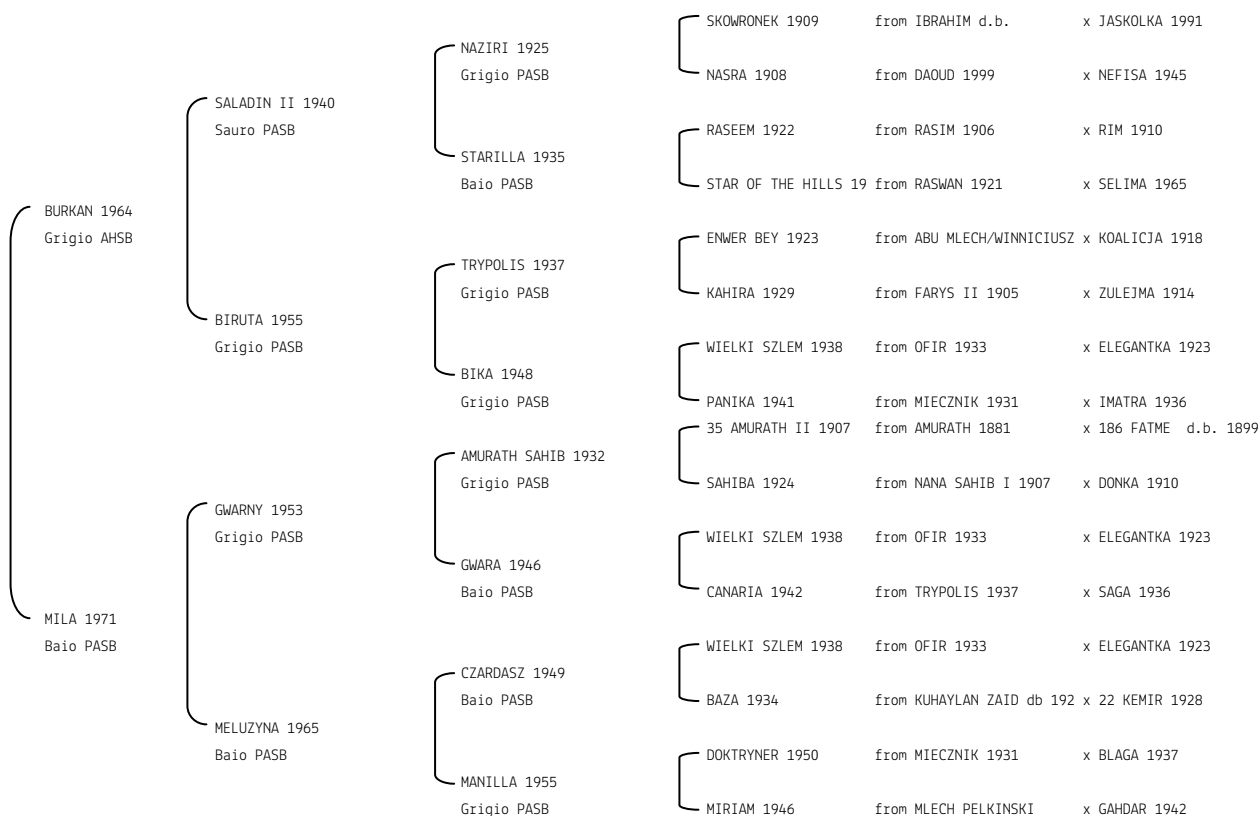 SKOWRONEK 1909 from IBRAHIM d.b. x JASKOLKA 1991
NAZIRI 1925
Grigio PASB
NASRA 1908 from DAOUD 1999 x NEFISA 1945
SALADIN II 1940
Sauro PASB
RASEEM 1922 from RASIM 1906 x RIM 1910
STARILLA 1935
Baio PASB
STAR OF THE HILLS 19 from RASWAN 1921 x SELIMA 1965
BURKAN 1964
Grigio AHSB
ENWER BEY 1923 from ABU MLECH/WINNICIUSZ x KOALICJA 1918
TRYPOLIS 1937
Grigio PASB
KAHIRA 1929 from FARYS II 1905 x ZULEJMA 1914
BIRUTA 1955
Grigio PASB
WIELKI SZLEM 1938 from OFIR 1933 x ELEGANTKA 1923
BIKA 1948
Grigio PASB
PANIKA 1941 from MIECZNIK 1931 x IMATRA 1936
35 AMURATH II 1907 from AMURATH 1881 x 186 FATME d.b. 1899
AMURATH SAHIB 1932
Grigio PASB
SAHIBA 1924 from NANA SAHIB I 1907 x DONKA 1910
GWARNY 1953
Grigio PASB
WIELKI SZLEM 1938 from OFIR 1933 x ELEGANTKA 1923
GWARA 1946
Baio PASB
CANARIA 1942 from TRYPOLIS 1937 x SAGA 1936
MILA 1971
Baio PASB
WIELKI SZLEM 1938 from OFIR 1933 x ELEGANTKA 1923
CZARDASZ 1949
Baio PASB
BAZA 1934 from KUHAYLAN ZAID db 192 x 22 KEMIR 1928
MELUZYNA 1965
Baio PASB
DOKTRYNER 1950 from MIECZNIK 1931 x BLAGA 1937
MANILLA 1955
Grigio PASB
MIRIAM 1946 from MLECH PELKINSKI x GAHDAR 1942